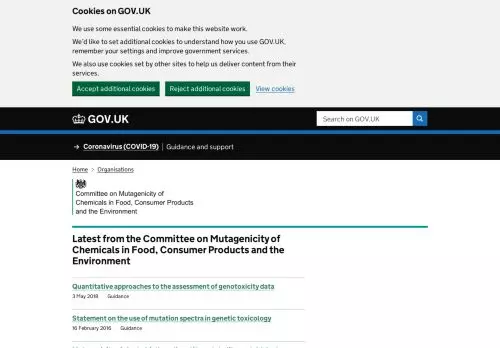 Cookies on GOV.UK
We use some essential cookies to make this website work.
We'd like to set additional cookies to understand how you use GOV.UK,
remember your settings and improve government services.
We also use cookies set by other sites to help us deliver content from their
services.
Accept additional cookies Reject additional cookies View cookies
GOV.UK Search on GOV.UK
→ Coronavirus (COVID-19) | Guidance and support
Home > Organisations
Committee on Mutagenicity of
Chemicals in Food, Consumer Products
and the Environment
Latest from the Committee on Mutagenicity of
Chemicals in Food, Consumer Products and the
Environment
Quantitative approaches to the assessment of genotoxicity data
3 May 2018 Guidance
Statement on the use of mutation spectra in genetic toxicology
16 February 2016 Guidance